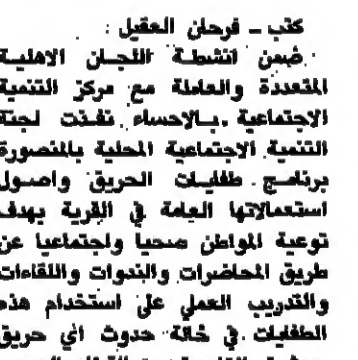 كتب - فرحان العقيل :
ضمن انشطة اللجان الاهلية
المتعددة والعاملة مع مركز التنمية
الاجتماعية بالاحساء نفذت لجنة
التنمية الاجتماعية المحلية بالمنصورة
برنامج طفايات الحريق واصول
استعمالاتها العامة في القرية بهدف
توعية المواطن صحيا واجتماعيا عن
طريق المحاضرات والندوات واللقاءات
والتدريب العملي على استخدام هذه
الطفايات في حالة حدوث اي حريق